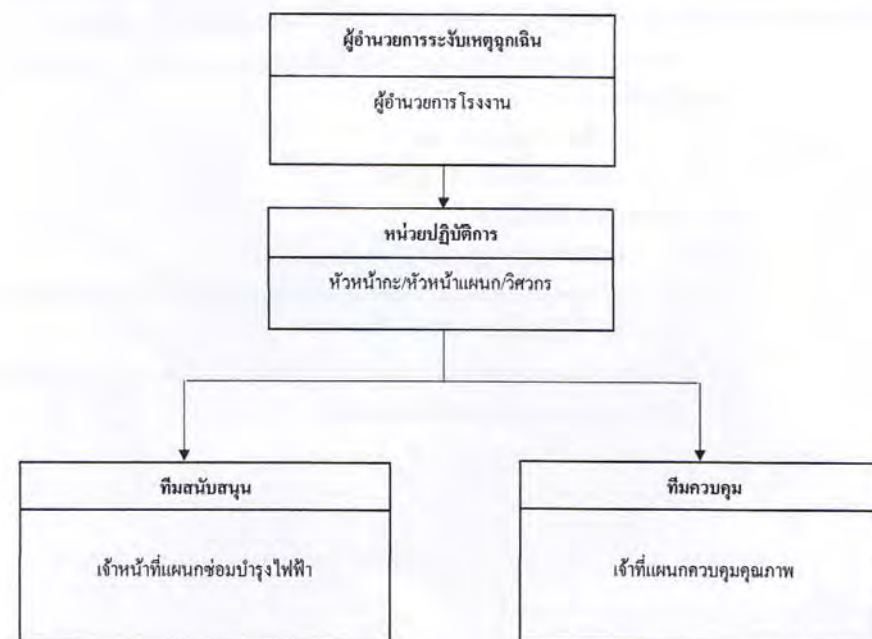 ผู้อำนวยการระงับเหตุฉุกเฉิน
ผู้อำนวยการโรงงาน
หน่วยปฏิบัติการ
หัวหน้ากะ/หัวหน้าแผนก/วิศวกร
ทีมสนับสนุน
ทีมควบคุม
เจ้าหน้าที่แผนกซ่อมบำรุงไฟฟ้า
เจ้าที่แผนกควบคุมคุณภาพ